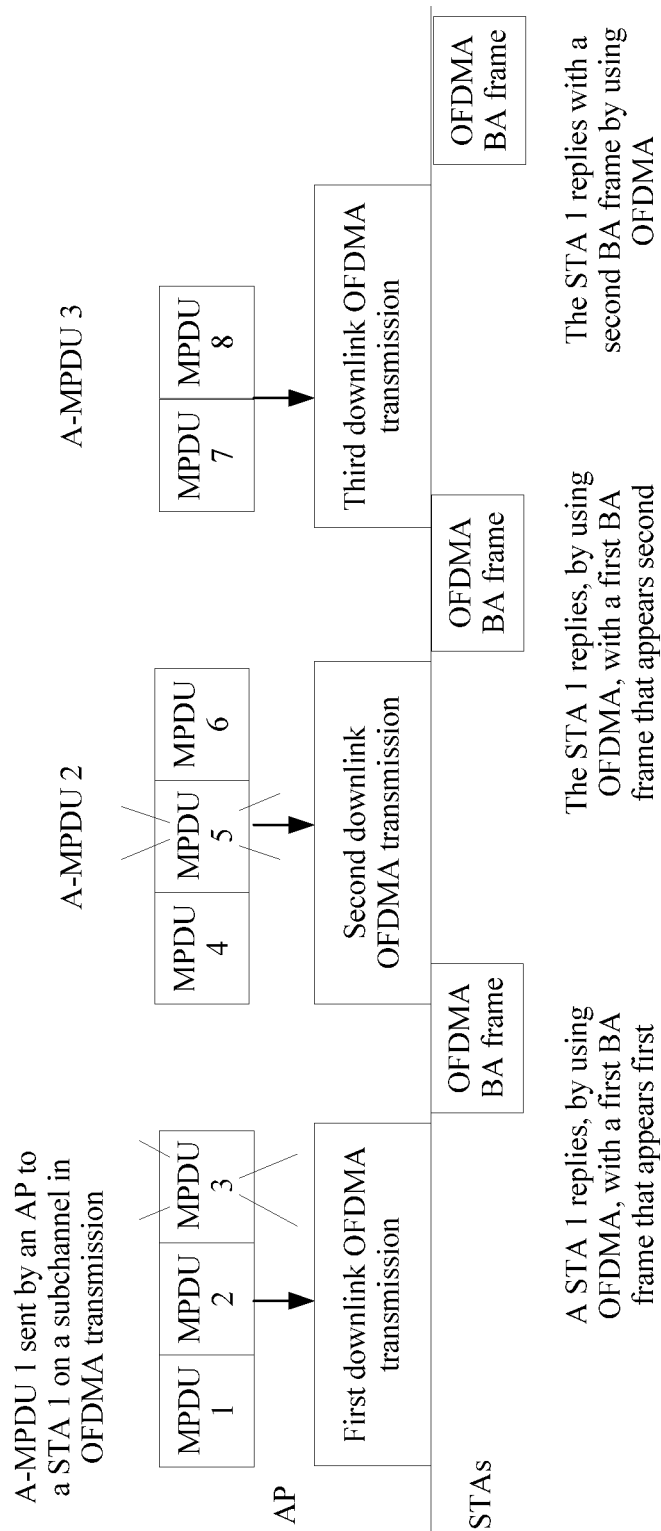 A-MPDU 1 sent by an AP to
a STA 1 on a subchannel in
OFDMA transmission
A-MPDU 2
A-MPDU 3
MPDU
1
MPDU
2
MPDU
3
MPDU
4
MPDU
5
MPDU
6
MPDU
7
MPDU
8
AP
First downlink OFDMA
transmission
Second downlink
OFDMA transmission
Third downlink OFDMA
transmission
STAs
OFDMA
BA frame
OFDMA
BA frame
OFDMA
BA frame
A STA 1 replies, by using
OFDMA, with a first BA
frame that appears first
The STA 1 replies, by using
OFDMA, with a first BA
frame that appears second
The STA 1 replies with a
second BA frame by using
OFDMA